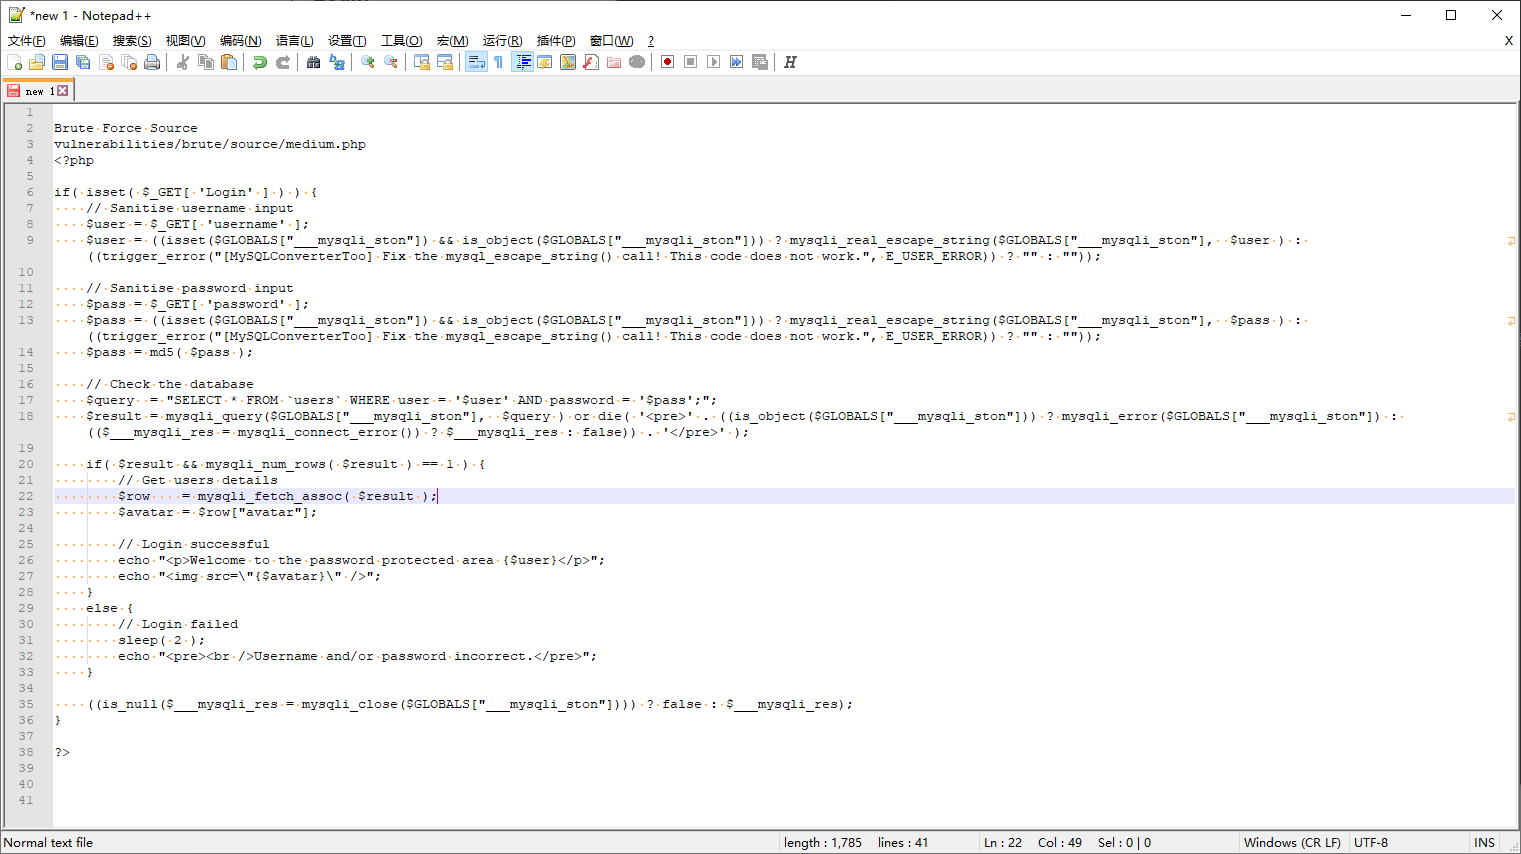 *new 1 - Notepad++
文件(F) 编辑(E) 搜索(S) 视图(V) 编码(N) 语言(L) 设置(T) 工具(O) 宏(M) 运行(R) 插件(P) 窗口(W) ? X
H
new 1
1
2 Brute Force Source
3 vulnerabilities/brute/source/medium.php
4 <?php
5
6 if( isset( $_GET[ 'Login' ] ) ) {
7     // Sanitise username input
8     $user = $_GET[ 'username' ];
9     $user = ((isset($GLOBALS["___mysqli_ston"]) && is_object($GLOBALS["___mysqli_ston"])) ? mysqli_real_escape_string($GLOBALS["___mysqli_ston"],  $user ) :
((trigger_error("[MySQLConverterToo] Fix the mysql_escape_string() call! This code does not work.", E_USER_ERROR)) ? "" : ""));
10
11     // Sanitise password input
12     $pass = $_GET[ 'password' ];
13     $pass = ((isset($GLOBALS["___mysqli_ston"]) && is_object($GLOBALS["___mysqli_ston"])) ? mysqli_real_escape_string($GLOBALS["___mysqli_ston"],  $pass ) :
((trigger_error("[MySQLConverterToo] Fix the mysql_escape_string() call! This code does not work.", E_USER_ERROR)) ? "" : ""));
14     $pass = md5( $pass );
15
16     // Check the database
17     $query  = "SELECT * FROM `users` WHERE user = '$user' AND password = '$pass';";
18     $result = mysqli_query($GLOBALS["___mysqli_ston"],  $query ) or die( '<pre>' . ((is_object($GLOBALS["___mysqli_ston"])) ? mysqli_error($GLOBALS["___mysqli_ston"]) :
(($___mysqli_res = mysqli_connect_error()) ? $___mysqli_res : false)) . '</pre>' );
19
20     if( $result && mysqli_num_rows( $result ) == 1 ) {
21         // Get users details
22         $row    = mysqli_fetch_assoc( $result );
23         $avatar = $row["avatar"];
24
25         // Login successful
26         echo "<p>Welcome to the password protected area {$user}</p>";
27         echo "<img src=\"{$avatar}\" />";
28     }
29     else {
30         // Login failed
31         sleep( 2 );
32         echo "<pre><br />Username and/or password incorrect.</pre>";
33     }
34
35     ((is_null($___mysqli_res = mysqli_close($GLOBALS["___mysqli_ston"]))) ? false : $___mysqli_res);
36 }
37
38 ?>
39
40
41
Normal text file length : 1,785 lines : 41 Ln : 22 Col : 49 Sel : 0 | 0 Windows (CR LF) UTF-8 INS